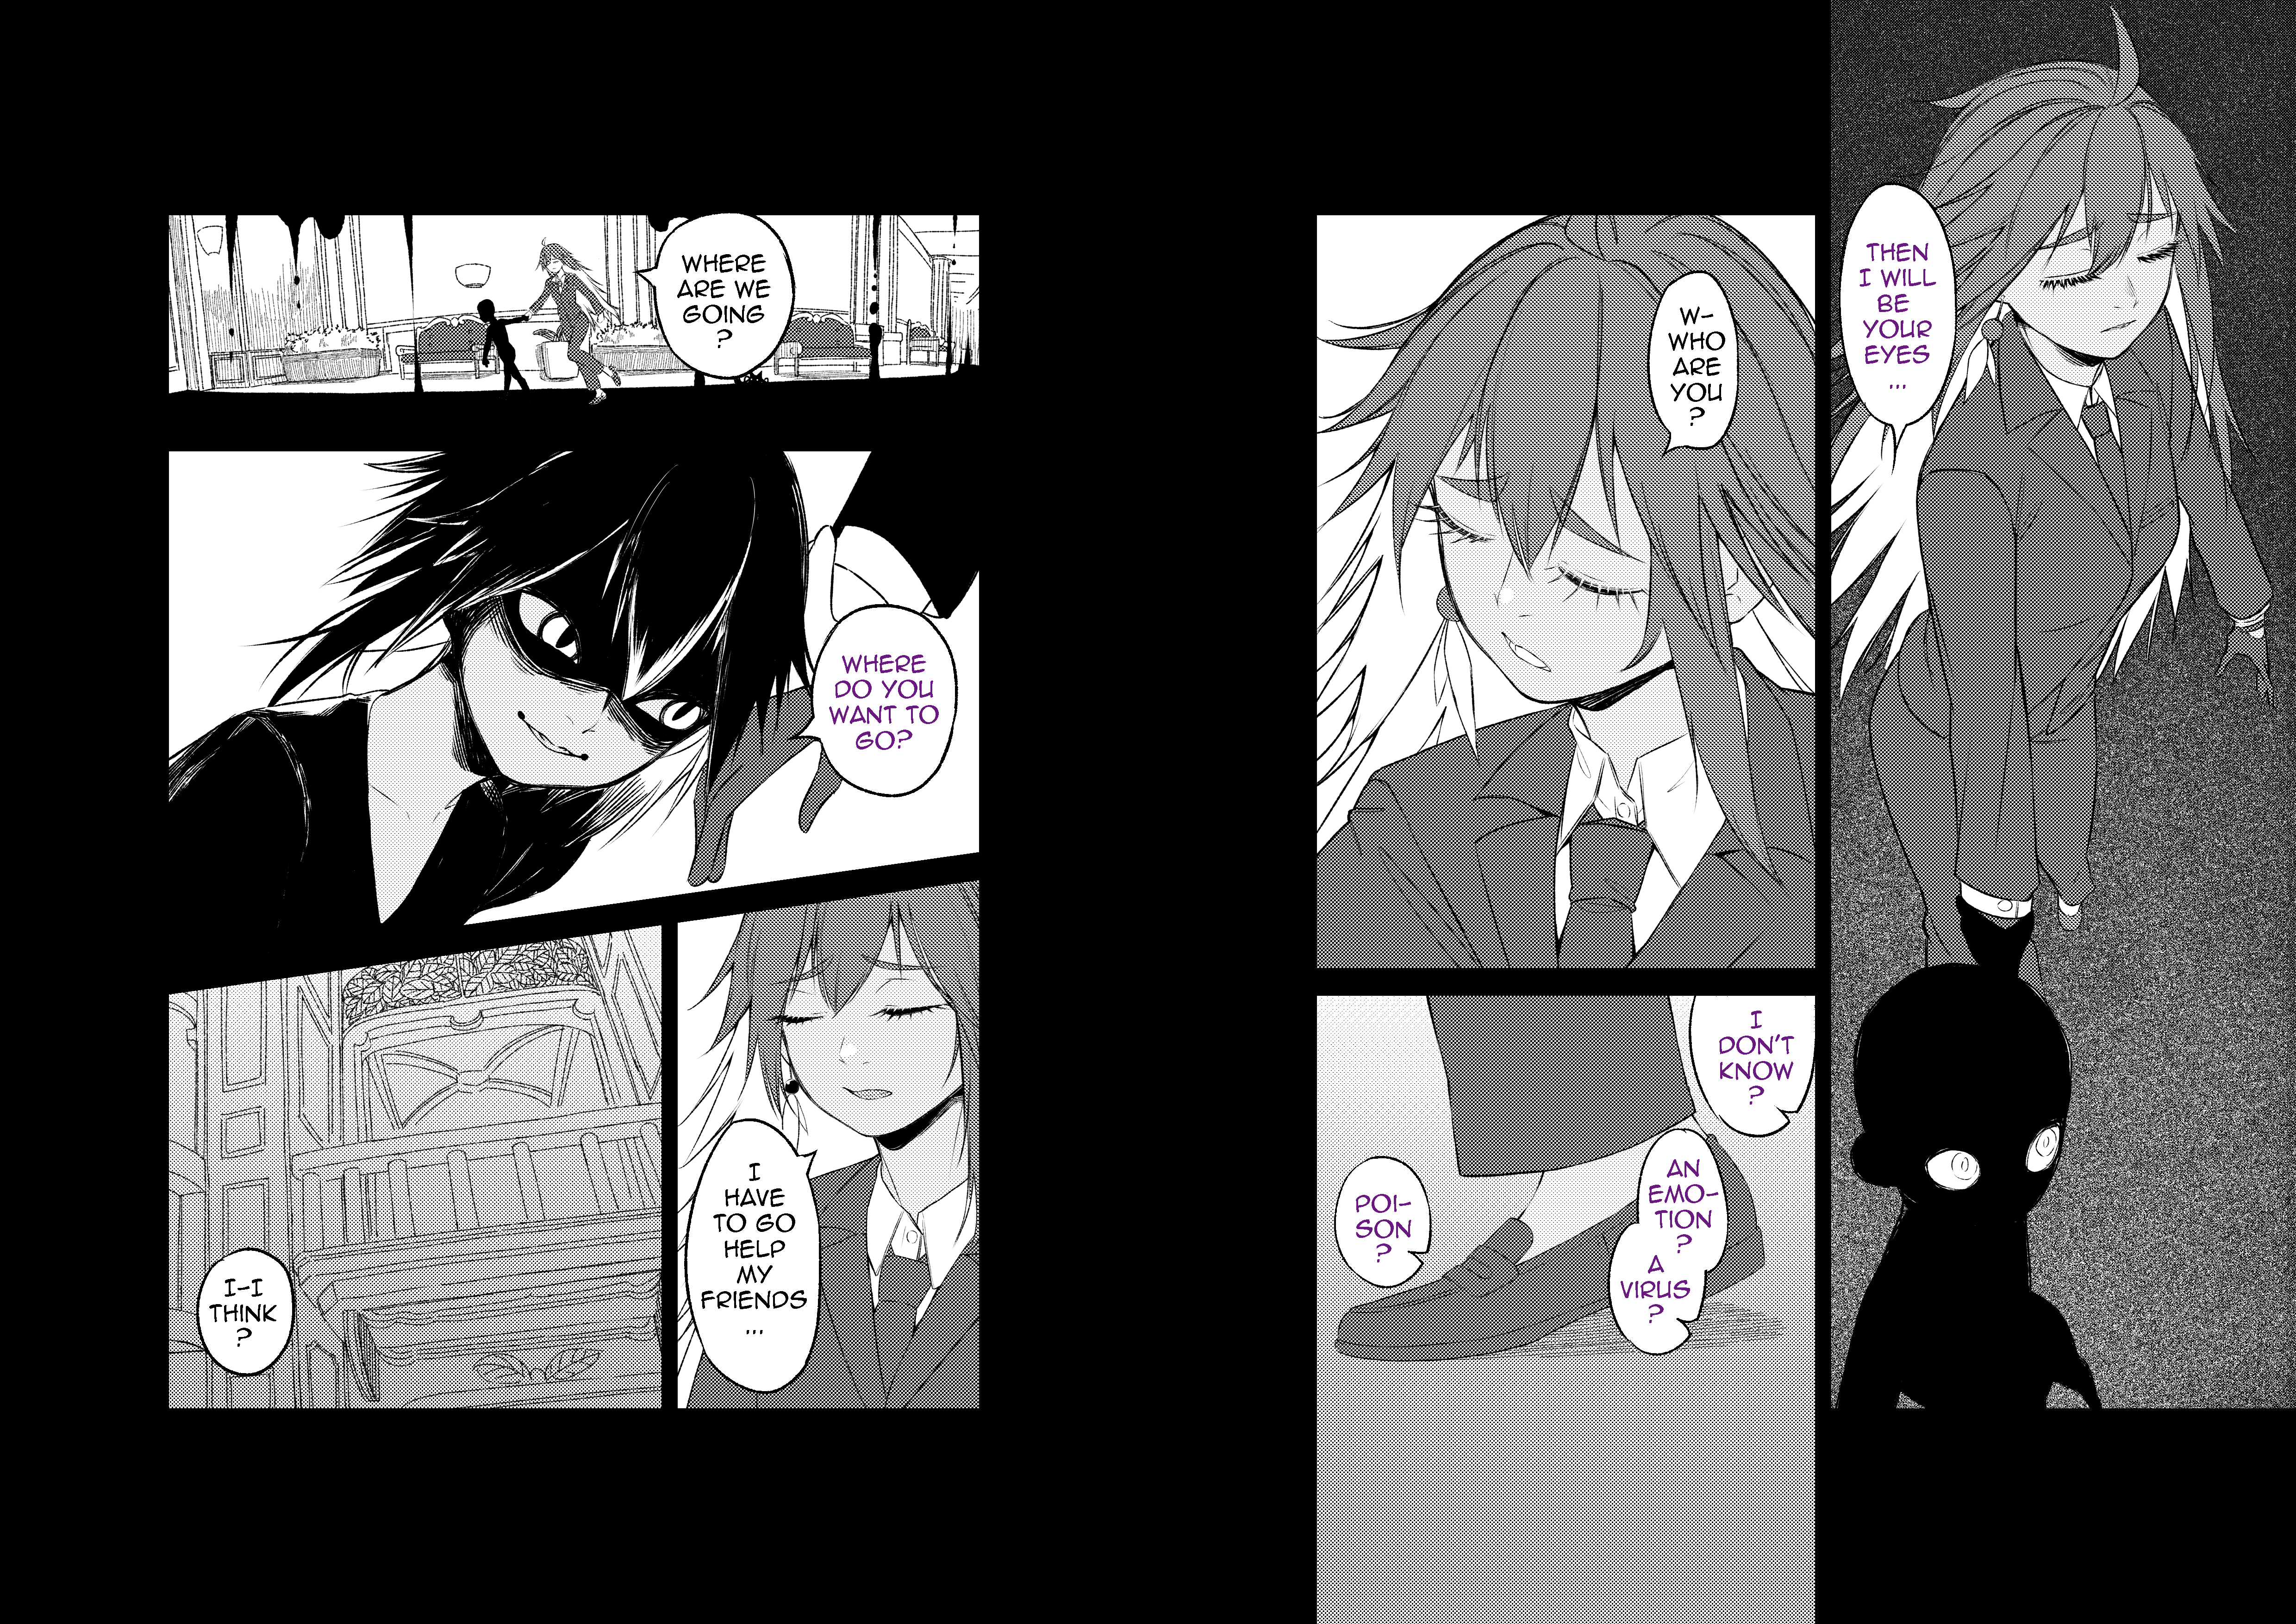 THEN
I WILL
BE
YOUR
EYES
...
W-
WHO
ARE
YOU
?
I
DON'T
KNOW
?
AN
EMO-
TION
?
A
VIRUS
?
POI-
SON
?
WHERE
ARE WE
GOING
?
WHERE
DO YOU
WANT TO
GO?
I
HAVE
TO GO
HELP
MY
FRIENDS
...
I-I
THINK
?